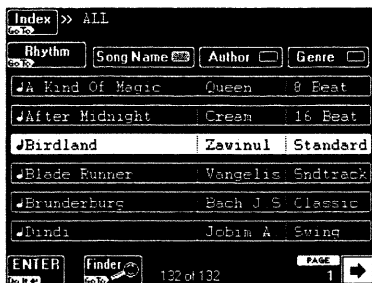 Index » ALL
Go To
Rhythm Song Name Author Genre
Go To
A Kind Of Magic Queen 8 Beat
After Midnight Cream 16 Beat
Birdland Zawinul Standard
Blade Runner Vangelis Sndtrack
Brunderburg Bach J S Classic
Dindi Jobim A Swing
ENTER Finder 132 of 132 PAGE 1
Do It Go To